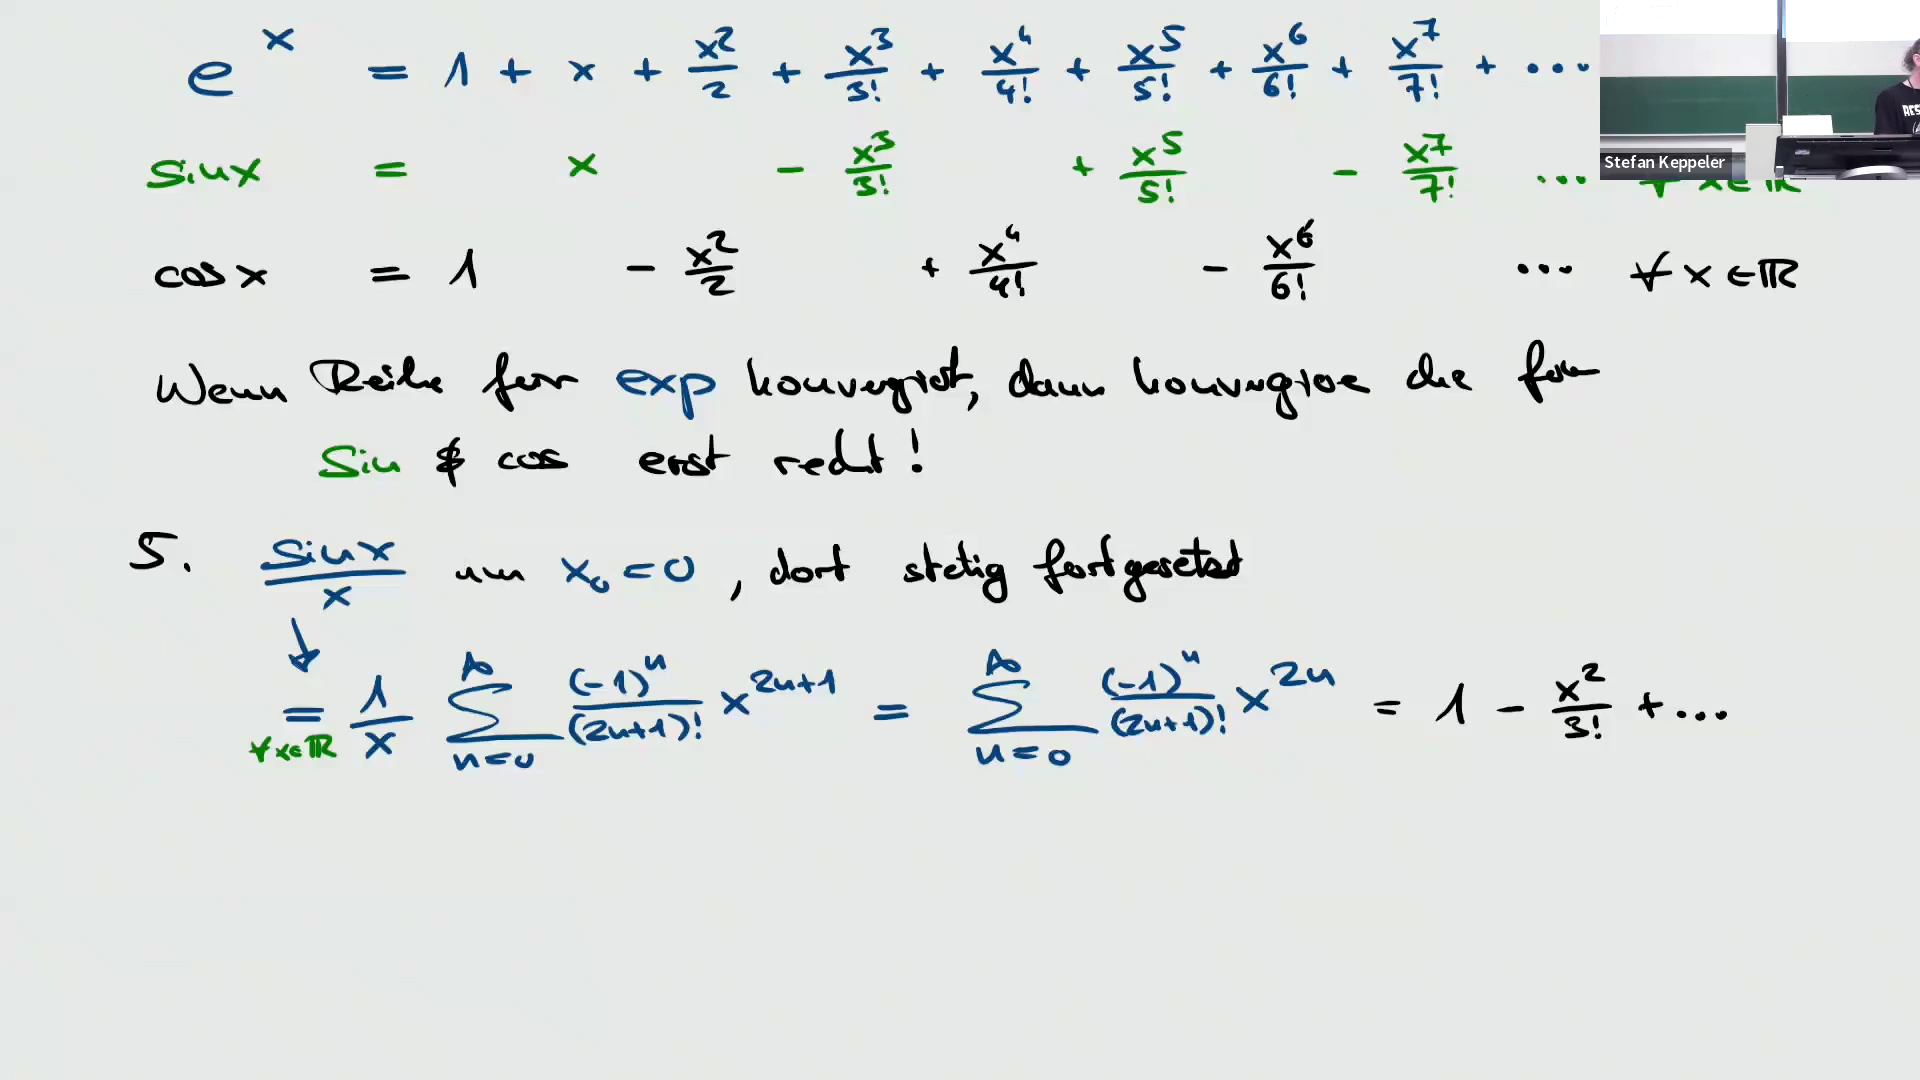 e^x = 1 + x + x²/2 + x³/3! + x⁴/4! + x⁵/5! + x⁶/6! + x⁷/7! + ...
RES
Stefan Keppeler
sin x = x - x³/3! + x⁵/5! - x⁷/7! ... ∀ x ∈ ℝ
cos x = 1 - x²/2 + x⁴/4! - x⁶/6! ... ∀ x ∈ ℝ
Wenn Reihe für exp konvergiert, dann konvergiere die für
Sin & cos erst recht!
5. sin x / x um x₀ = 0, dort stetig fortgesetzt
↓
= 1/x ∑_{n=0}^∞ (-1)^n/(2n+1)! x^{2n+1} = ∑_{n=0}^∞ (-1)^n/(2n+1)! x^{2n} = 1 - x²/3! + ...
∀ x ∈ ℝ